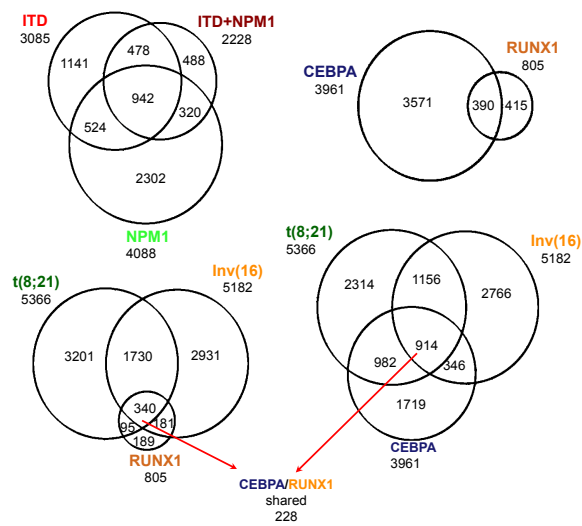 ITD
3085
ITD+NPM1
2228
1141
478
488
942
524
320
2302
NPM1
4088
RUNX1
805
CEBPA
3961
3571
390
415
t(8;21)
5366
Inv(16)
5182
3201
1730
2931
340
95
181
189
RUNX1
805
t(8;21)
5366
Inv(16)
5182
2314
1156
2766
914
982
346
1719
CEBPA
3961
CEBPA/RUNX1
shared
228